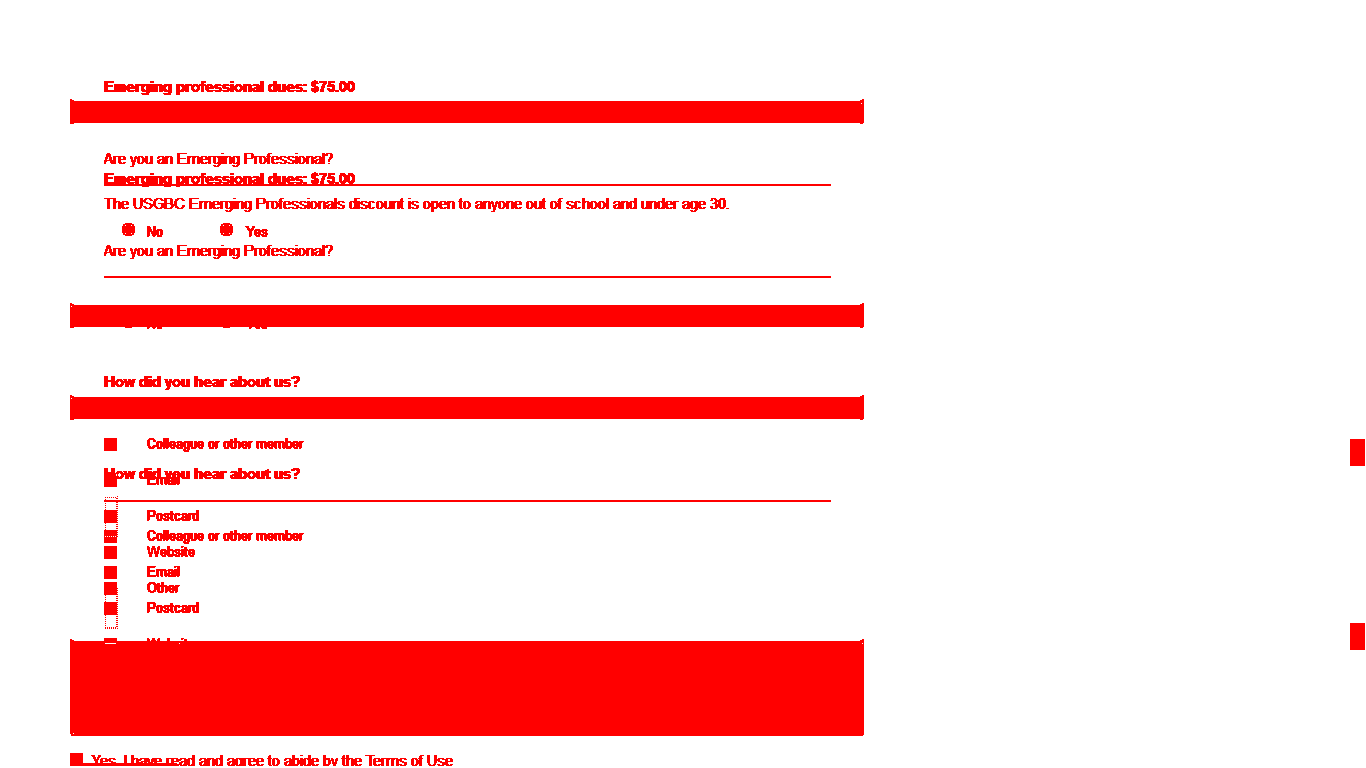 Emerging professional dues: $75.00
Are you an Emerging Professional?
Emerging professional dues: $75.00
The USGBC Emerging Professionals discount is open to anyone out of school and under age 30.
No Yes
Are you an Emerging Professional?
How did you hear about us?
Colleague or other member
How did you hear about us?
Email
Postcard
Colleague or other member
Website
Email
Other
Postcard
Website
Yes, I have read and agree to abide by the Terms of Use